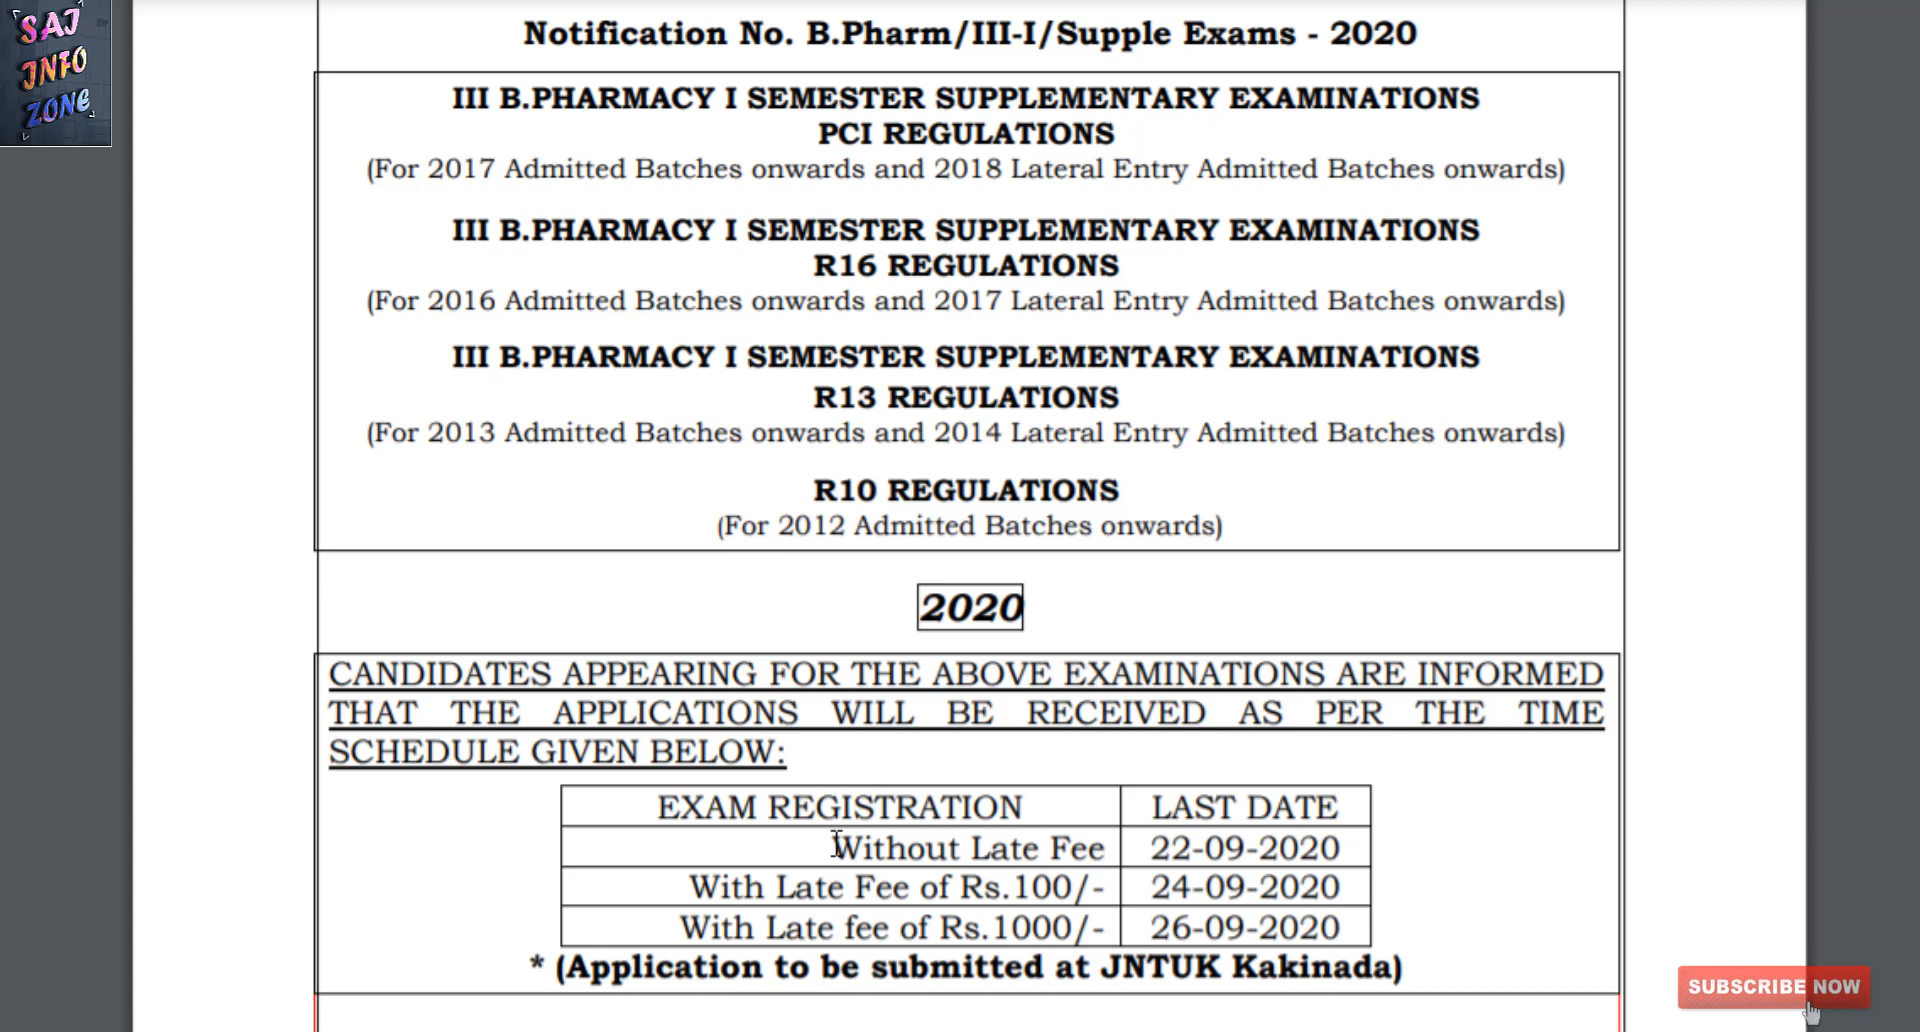 SAJ
INFO
ZONE
Notification No. B.Pharm/III-I/Supple Exams - 2020
III B.PHARMACY I SEMESTER SUPPLEMENTARY EXAMINATIONS
PCI REGULATIONS
(For 2017 Admitted Batches onwards and 2018 Lateral Entry Admitted Batches onwards)
III B.PHARMACY I SEMESTER SUPPLEMENTARY EXAMINATIONS
R16 REGULATIONS
(For 2016 Admitted Batches onwards and 2017 Lateral Entry Admitted Batches onwards)
III B.PHARMACY I SEMESTER SUPPLEMENTARY EXAMINATIONS
R13 REGULATIONS
(For 2013 Admitted Batches onwards and 2014 Lateral Entry Admitted Batches onwards)
R10 REGULATIONS
(For 2012 Admitted Batches onwards)
2020
CANDIDATES APPEARING FOR THE ABOVE EXAMINATIONS ARE INFORMED
THAT THE APPLICATIONS WILL BE RECEIVED AS PER THE TIME
SCHEDULE GIVEN BELOW:
EXAM REGISTRATION LAST DATE
Without Late Fee 22-09-2020
With Late Fee of Rs.100/- 24-09-2020
With Late fee of Rs.1000/- 26-09-2020
* (Application to be submitted at JNTUK Kakinada)
SUBSCRIBE NOW